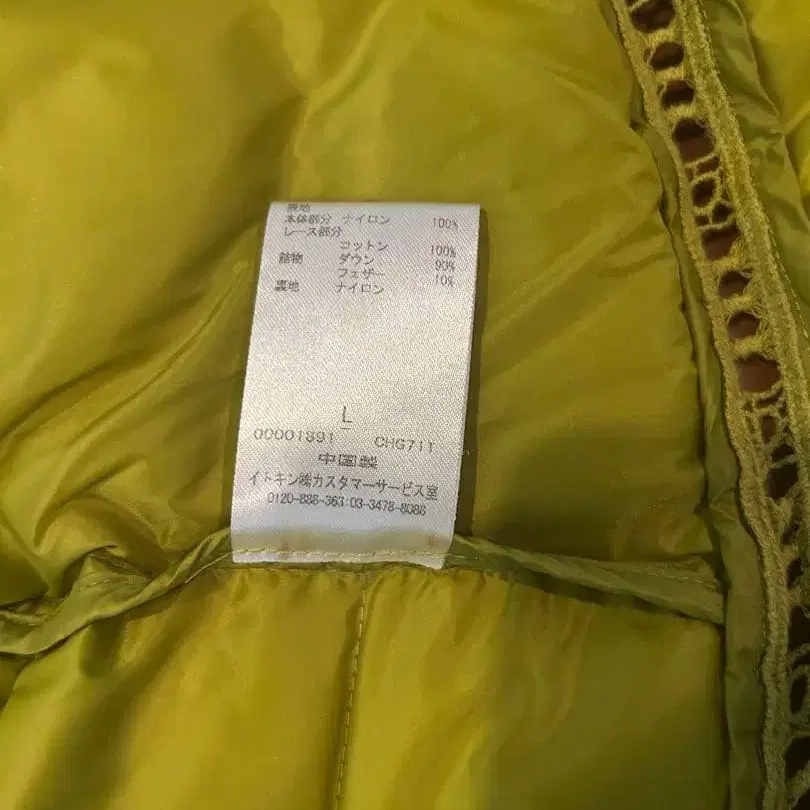 表地
本体部分 ナイロン 100%
レース部分
コットン 100%
詰物 ダウン 90%
フェザー 10%
裏地 ナイロン
L
00001891 CHG71T
中国製
イトキン㈱カスタマーサービス室
0120-888-363:03-3478-8088